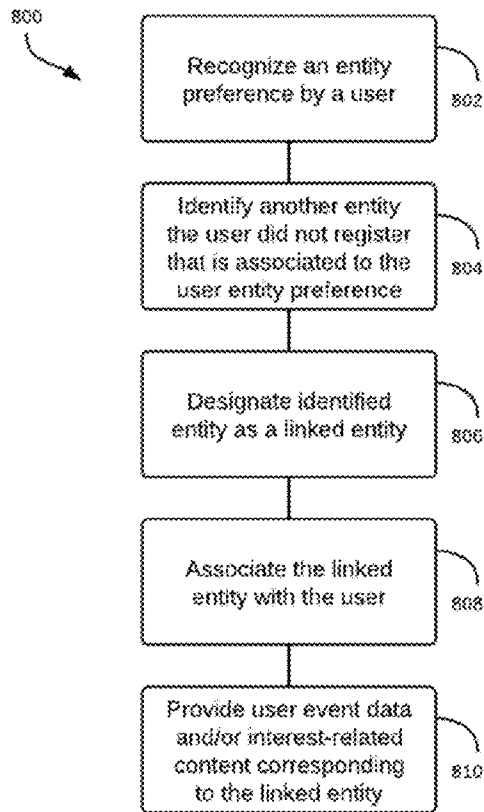 800
Recognize an entity
preference by a user
802
Identify another entity
the user did not register
that is associated to the
user entity preference
804
Designate identified
entity as a linked entity
806
Associate the linked
entity with the user
808
Provide user event data
and/or interest-related
content corresponding
to the linked entity
810